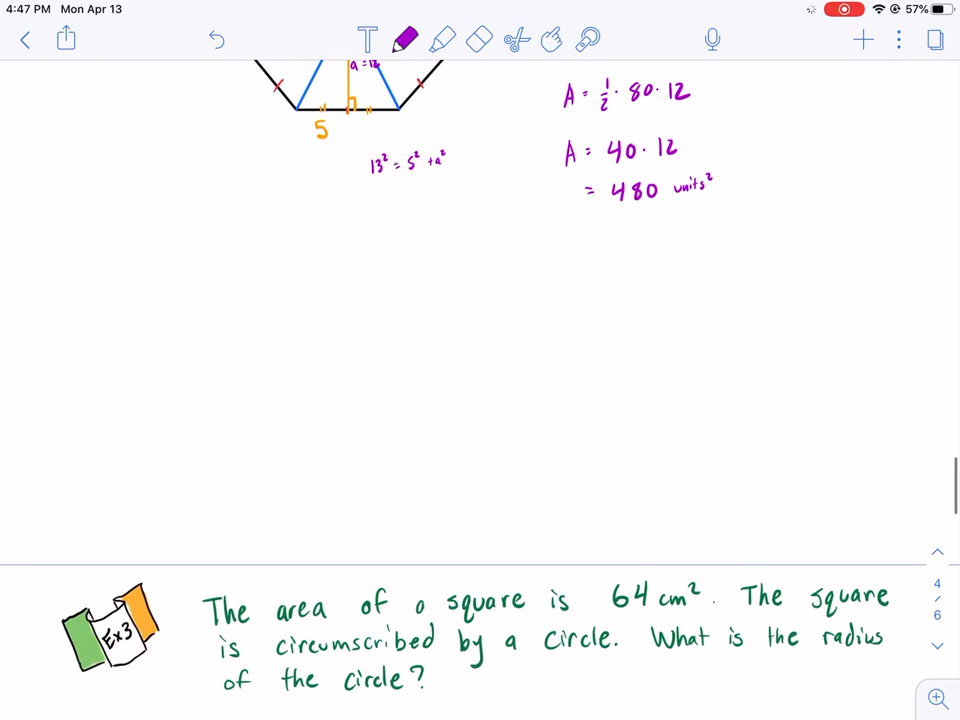 4:47 PM Mon Apr 13
57%
T
a = 12
5
13² = 5² + a²
A = 1/2 · 80 · 12
A = 40 · 12
= 480 units²
4
/
6
Ex 3
The area of a square is 64 cm². The square
is circumscribed by a circle. What is the radius
of the circle?